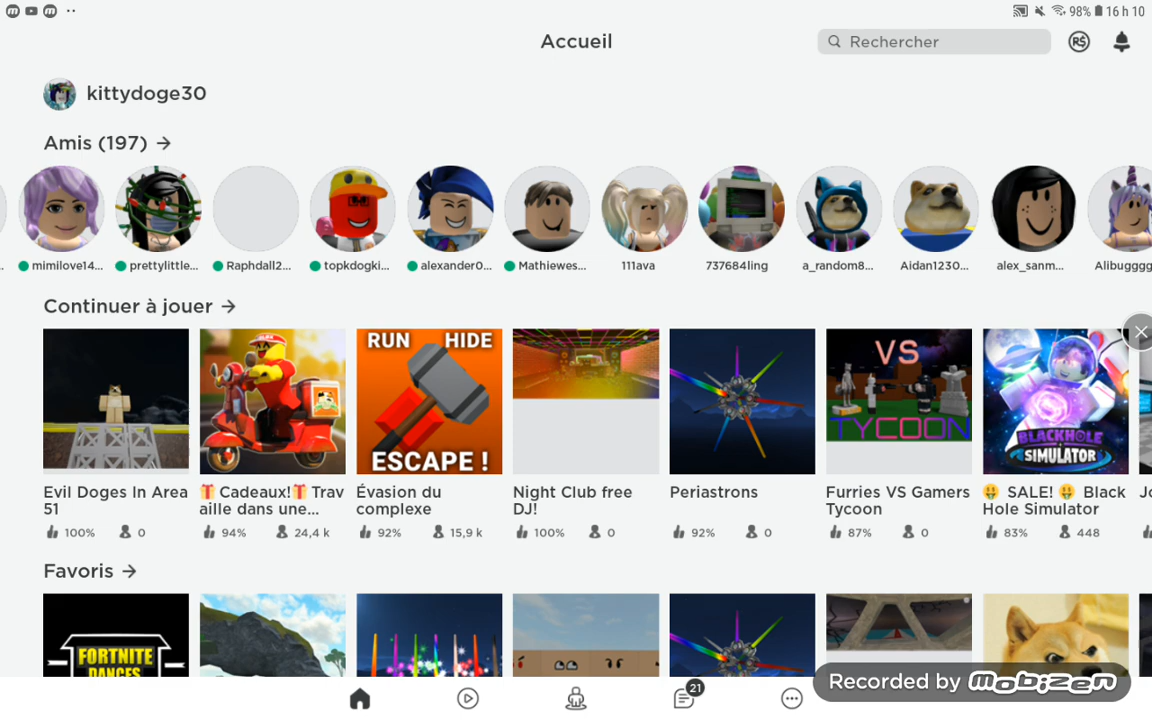 98% 16 h 10
Accueil
Rechercher
kittydoge30
Amis (197) →
mimilove14...
prettylittle...
Raphdall2...
topkdogki...
alexander0...
Mathiewes...
111ava
737684ling
a_random8...
Aidan1230...
alex_sanm...
Alibugggg
Continuer à jouer →
RUN HIDE
ESCAPE !
VS
TYCOON
BLACKHOLE
SIMULATOR
Evil Doges In Area
51
100% 0
🎁 Cadeaux!🎁 Trav
aille dans une...
94% 24,4 k
Évasion du
complexe
92% 15,9 k
Night Club free
DJ!
100% 0
Periastrons
92% 0
Furries VS Gamers
Tycoon
87% 0
🤑 SALE! 🤑 Black
Hole Simulator
83% 448
Favoris →
FORTNITE
DANCES
21
Recorded by mobizen